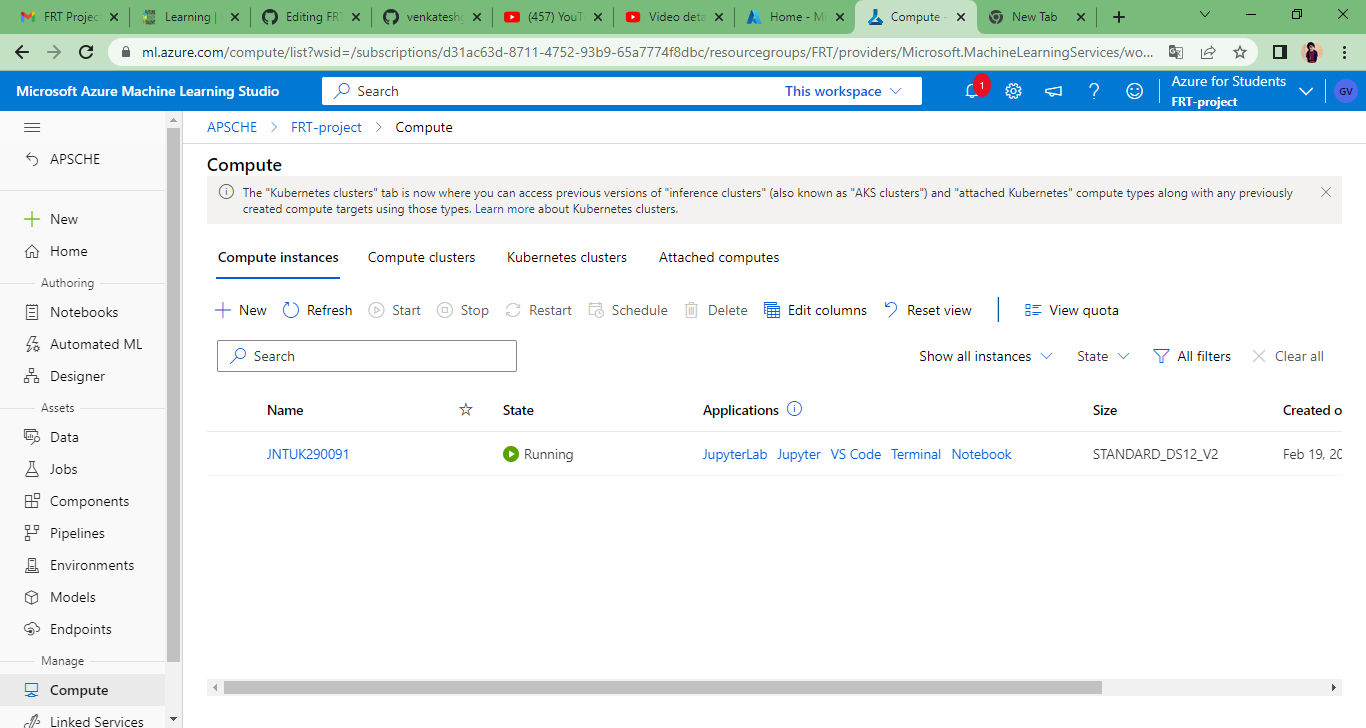 FRT Projec
Learning |
Editing FR
venkateshg
(457) YouTu
Video deta
Home - Mi
Compute -
New Tab
ml.azure.com/compute/list?wsid=/subscriptions/d31ac63d-8711-4752-93b9-65a7774f8dbc/resourcegroups/FRT/providers/Microsoft.MachineLearningServices/wo...
Microsoft Azure Machine Learning Studio
Search
This workspace
1
Azure for Students
FRT-project
GV
APSCHE
New
Home
Authoring
Notebooks
Automated ML
Designer
Assets
Data
Jobs
Components
Pipelines
Environments
Models
Endpoints
Manage
Compute
Linked Services
APSCHE > FRT-project > Compute
Compute
The "Kubernetes clusters" tab is now where you can access previous versions of "inference clusters" (also known as "AKS clusters") and "attached Kubernetes" compute types along with any previously
created compute targets using those types. Learn more about Kubernetes clusters.
Compute instances Compute clusters Kubernetes clusters Attached computes
New Refresh Start Stop Restart Schedule Delete Edit columns Reset view View quota
Search
Show all instances State All filters Clear all
Name State Applications Size Created o
JNTUK290091 Running JupyterLab Jupyter VS Code Terminal Notebook STANDARD_DS12_V2 Feb 19, 20